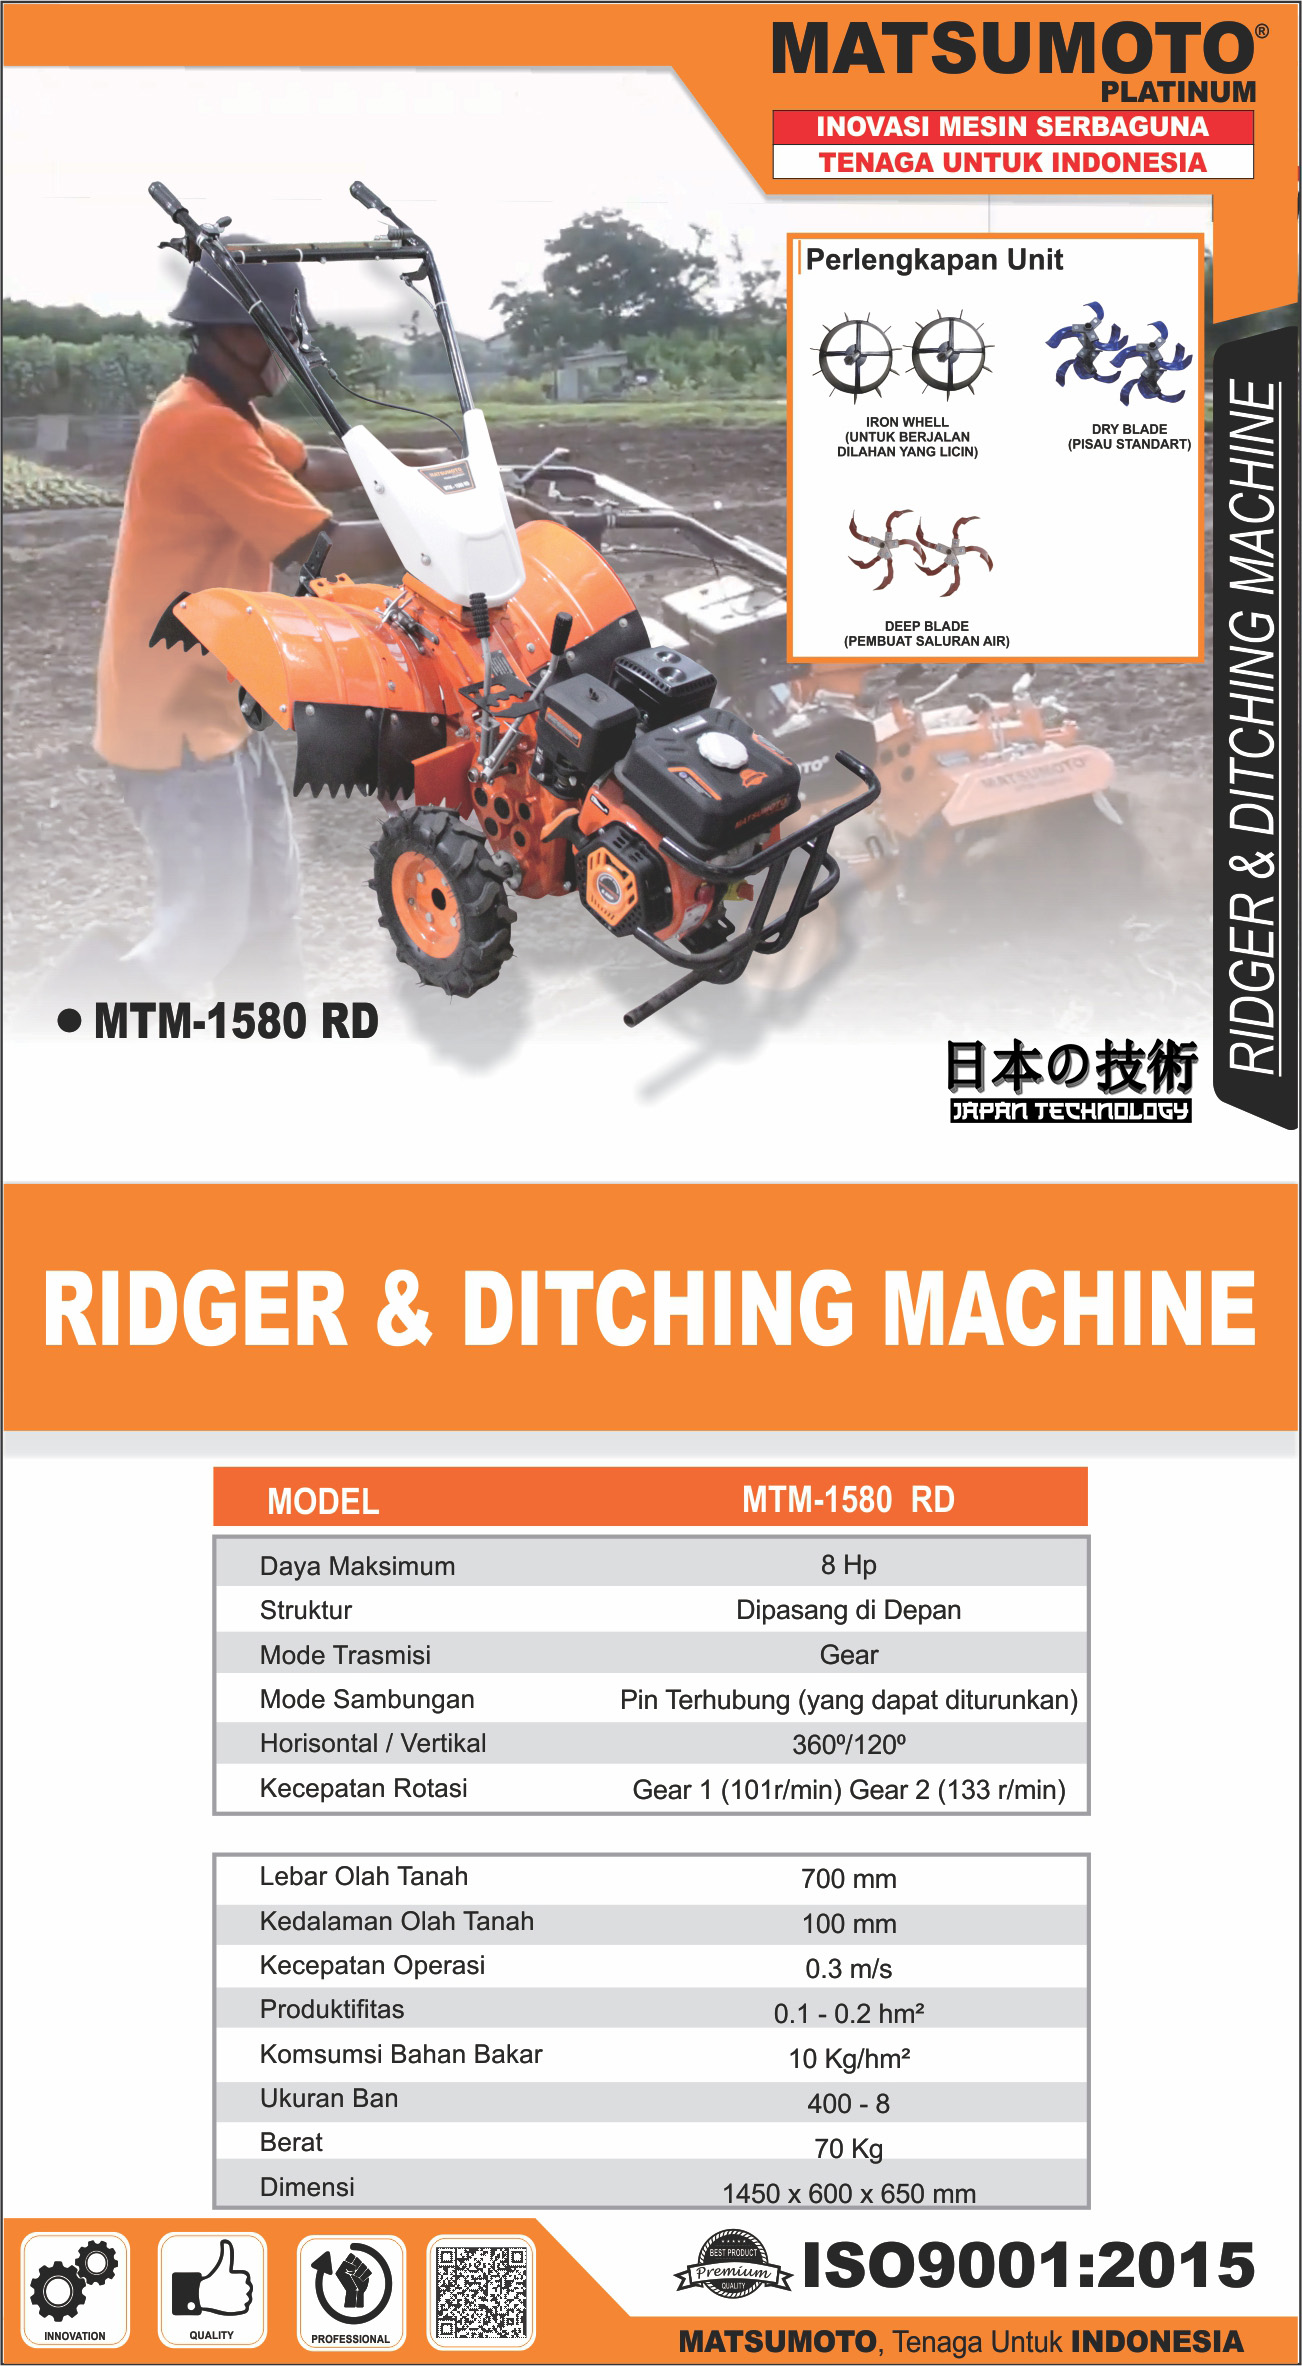 MATSUMOTO®
PLATINUM
INOVASI MESIN SERBAGUNA
TENAGA UNTUK INDONESIA
Perlengkapan Unit
IRON WHELL
(UNTUK BERJALAN
DILAHAN YANG LICIN)
DRY BLADE
(PISAU STANDART)
DEEP BLADE
(PEMBUAT SALURAN AIR)
RIDGER & DITCHING MACHINE
MATSUMOTO
MATSUMOTO
MATSUMOTO
• MTM-1580 RD
日本の技術
JAPAN TECHNOLOGY
RIDGER & DITCHING MACHINE
MODEL MTM-1580 RD
Daya Maksimum 8 Hp
Struktur Dipasang di Depan
Mode Trasmisi Gear
Mode Sambungan Pin Terhubung (yang dapat diturunkan)
Horisontal / Vertikal 360º/120º
Kecepatan Rotasi Gear 1 (101r/min) Gear 2 (133 r/min)
Lebar Olah Tanah 700 mm
Kedalaman Olah Tanah 100 mm
Kecepatan Operasi 0.3 m/s
Produktifitas 0.1 - 0.2 hm²
Komsumsi Bahan Bakar 10 Kg/hm²
Ukuran Ban 400 - 8
Berat 70 Kg
Dimensi 1450 x 600 x 650 mm
INNOVATION
QUALITY
PROFESSIONAL
BEST PRODUCT
Premium
QUALITY
ISO9001:2015
MATSUMOTO, Tenaga Untuk INDONESIA